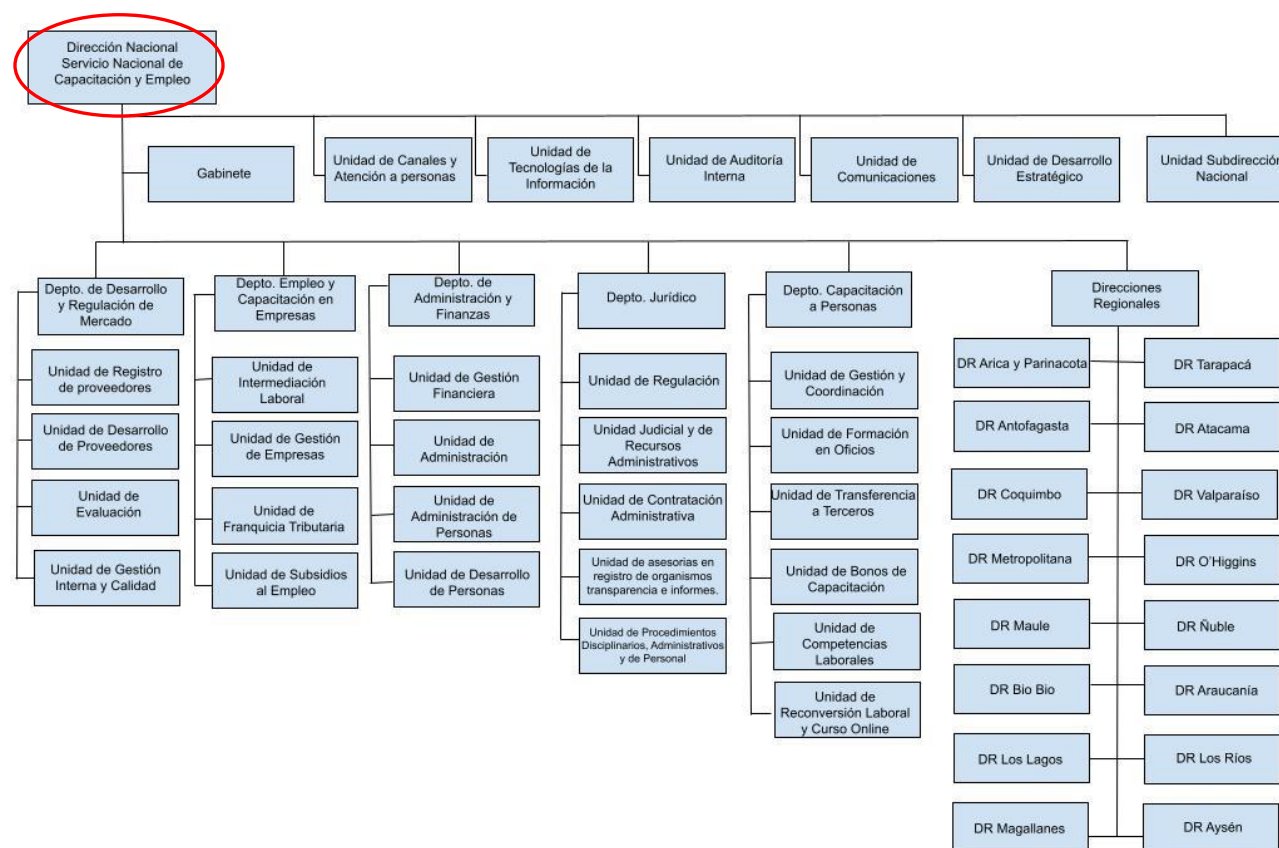 Dirección Nacional
Servicio Nacional de
Capacitación y Empleo
Gabinete
Unidad de Canales y
Atención a personas
Unidad de
Tecnologías de la
Información
Unidad de Auditoría
Interna
Unidad de
Comunicaciones
Unidad de Desarrollo
Estratégico
Unidad Subdirección
Nacional
Depto. de Desarrollo
y Regulación de
Mercado
Unidad de Registro
de proveedores
Unidad de Desarrollo
de Proveedores
Unidad de
Evaluación
Unidad de Gestión
Interna y Calidad
Depto. Empleo y
Capacitación en
Empresas
Unidad de
Intermediación
Laboral
Unidad de Gestión
de Empresas
Unidad de
Franquicia Tributaria
Unidad de Subsidios
al Empleo
Depto. de
Administración y
Finanzas
Unidad de Gestión
Financiera
Unidad de
Administración
Unidad de
Administración de
Personas
Unidad de Desarrollo
de Personas
Depto. Jurídico
Unidad de Regulación
Unidad Judicial y de
Recursos
Administrativos
Unidad de Contratación
Administrativa
Unidad de asesorias en
registro de organismos
transparencia e informes.
Unidad de Procedimientos
Disciplinarios, Administrativos
y de Personal
Depto. Capacitación
a Personas
Unidad de Gestión y
Coordinación
Unidad de Formación
en Oficios
Unidad de Transferencia
a Terceros
Unidad de Bonos de
Capacitación
Unidad de
Competencias
Laborales
Unidad de
Reconversión Laboral
y Curso Online
Direcciones
Regionales
DR Arica y Parinacota
DR Tarapacá
DR Antofagasta
DR Atacama
DR Coquimbo
DR Valparaíso
DR Metropolitana
DR O'Higgins
DR Maule
DR Ñuble
DR Bio Bio
DR Araucanía
DR Los Lagos
DR Los Ríos
DR Magallanes
DR Aysén